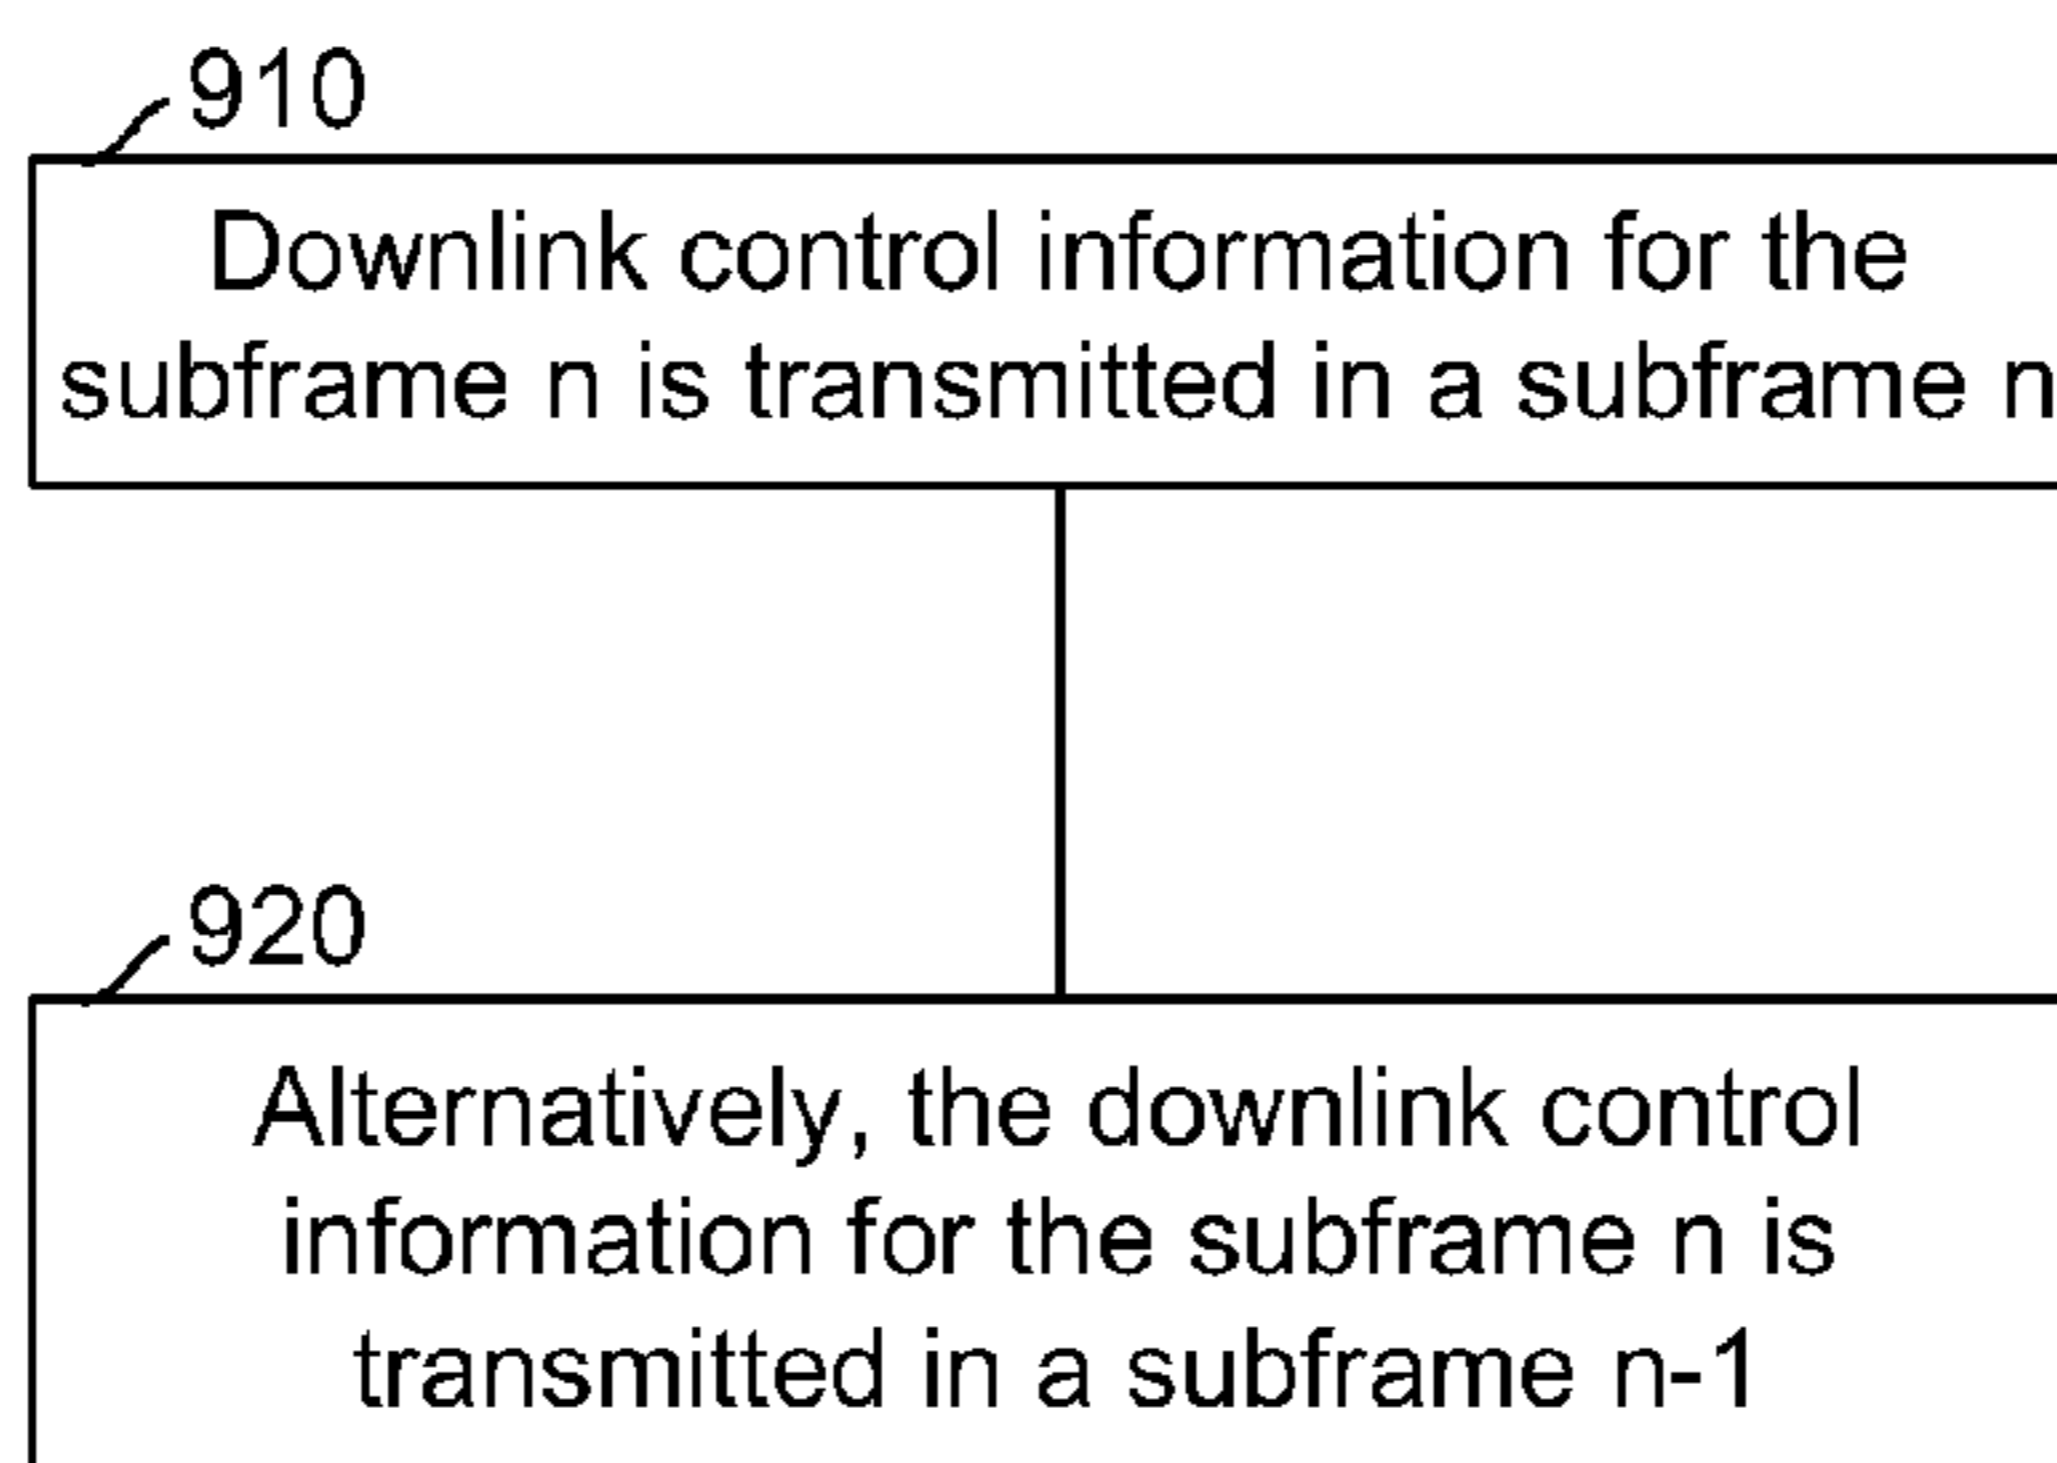 910
Downlink control information for the
subframe n is transmitted in a subframe n
920
Alternatively, the downlink control
information for the subframe n is
transmitted in a subframe n-1